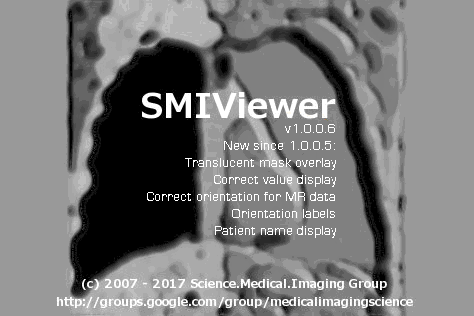 SMIViewer
v1.0.0.6
New since 1.0.0.5:
Translucent mask overlay
Correct value display
Correct orientation for MR data
Orientation labels
Patient name display
(c) 2007 - 2017 Science.Medical.Imaging Group
http://groups.google.com/group/medicalimagingscience